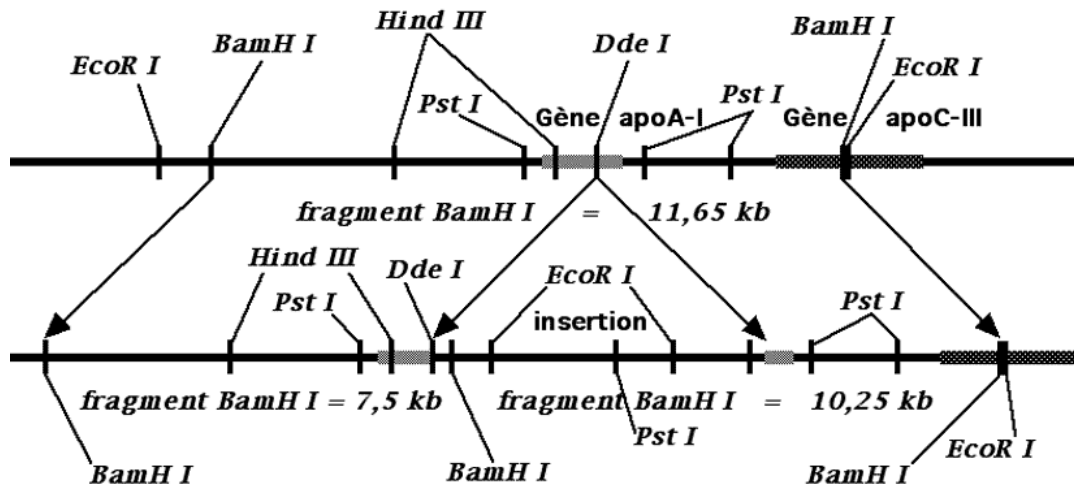 BamH I
Hind III
Dde I
BamH I
EcoR I
EcoR I
Pst I
Gène apoA-I
Pst I
Gène apoC-III
fragment BamH I = 11,65 kb
Hind III
Dde I
EcoR I
Pst I
Pst I
insertion
fragment BamH I = 7,5 kb
fragment BamH I = 10,25 kb
Pst I
EcoR I
BamH I
BamH I
BamH I